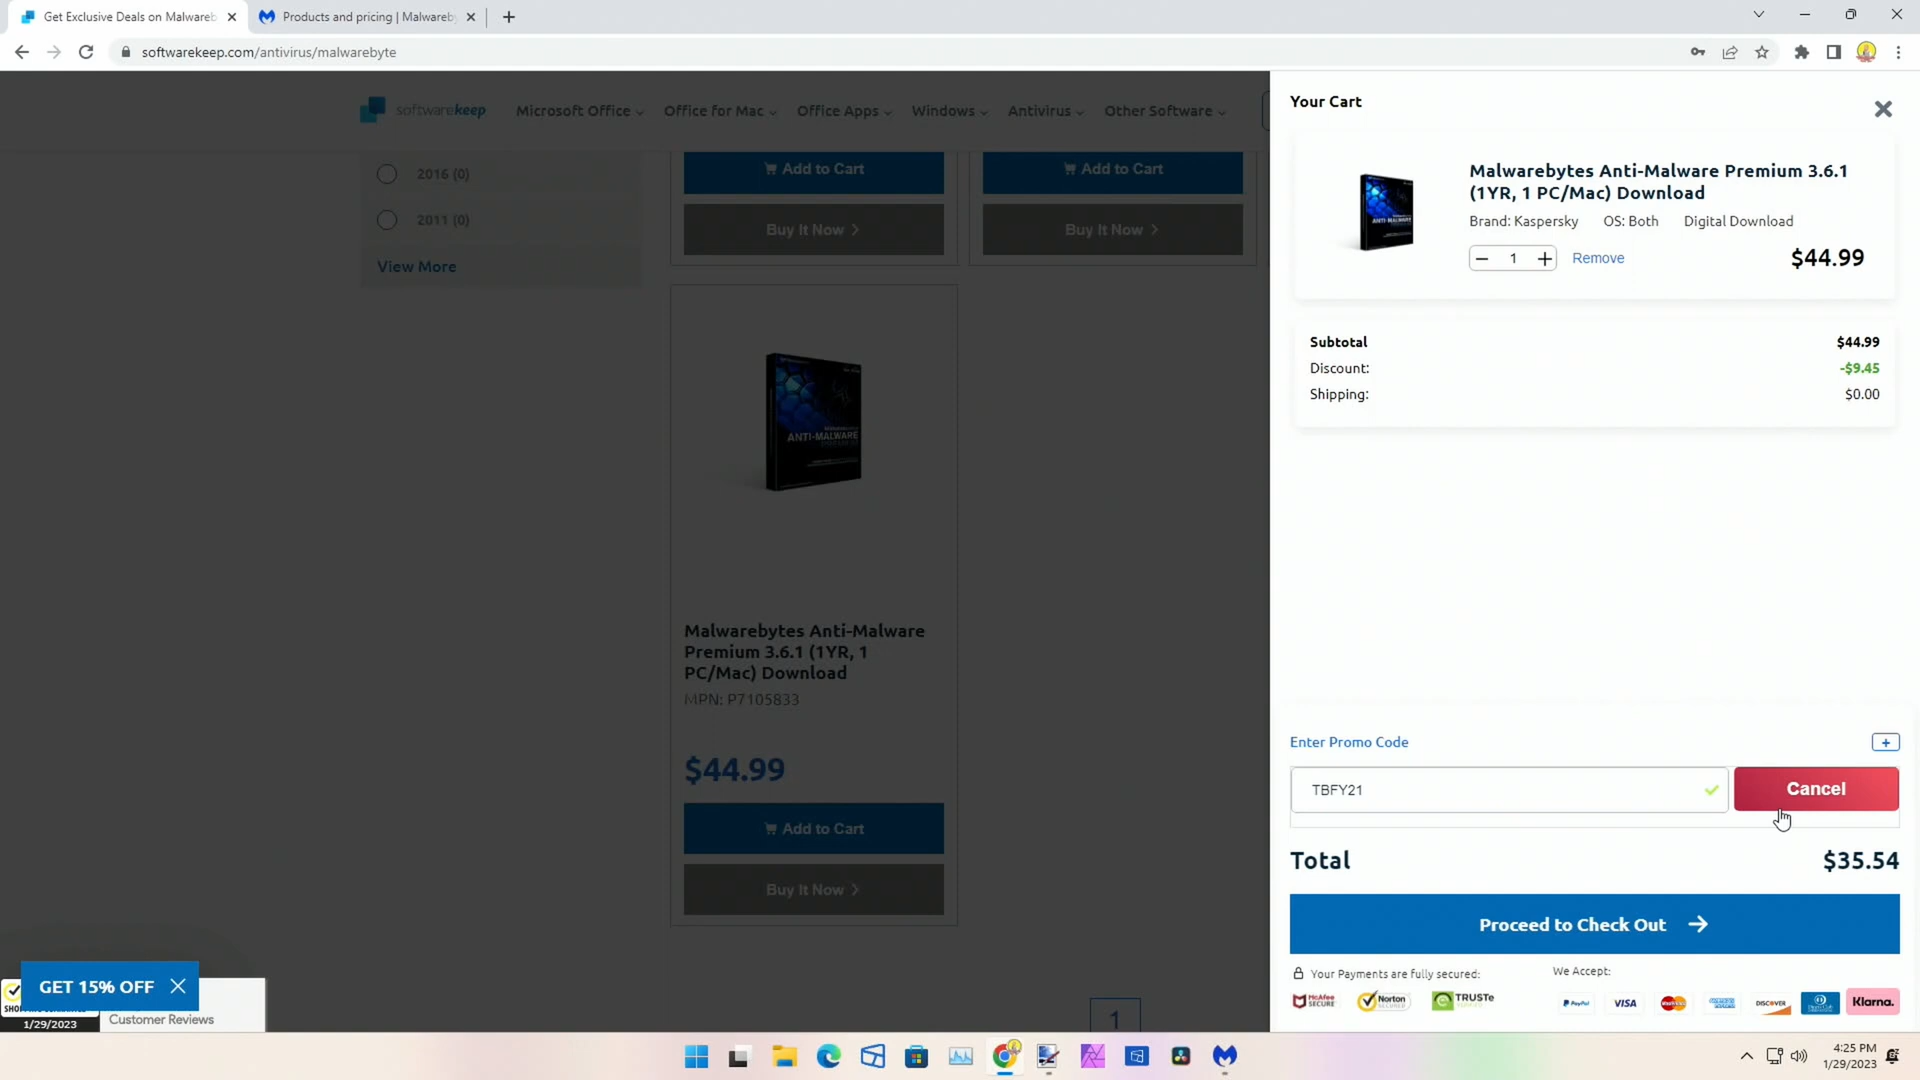 Get Exclusive Deals on Malwareb
Products and pricing | Malwareb
softwarekeep.com/antivirus/malwarebyte
softwarekeep
Microsoft Office
Office for Mac
Office Apps
Windows
Antivirus
Other Software
2016 (0)
2011 (0)
View More
Add to Cart
Buy It Now
Add to Cart
Buy It Now
ANTI-MALWARE
Malwarebytes Anti-Malware
Premium 3.6.1 (1YR, 1
PC/Mac) Download
MPN: P7105833
$44.99
Add to Cart
Buy It Now
1
GET 15% OFF
1/29/2023
Customer Reviews
Your Cart
ANTI-MALWARE
Malwarebytes Anti-Malware Premium 3.6.1
(1YR, 1 PC/Mac) Download
Brand: Kaspersky OS: Both Digital Download
1 Remove $44.99
Subtotal $44.99
Discount: -$9.45
Shipping: $0.00
Enter Promo Code
TBFY21
Cancel
Total $35.54
Proceed to Check Out
Your Payments are fully secured:
McAfee SECURE
Norton SECURED
TRUSTe
We Accept:
PayPal
VISA
DISCOVER
Klarna.
4:25 PM
1/29/2023